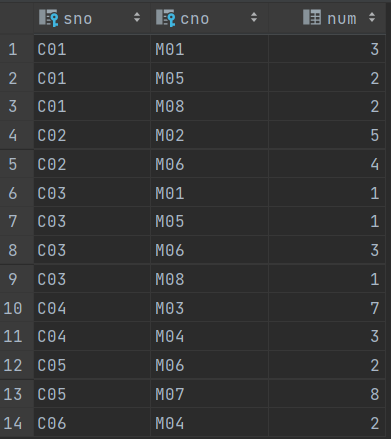 sno cno num
1 C01 M01 3
2 C01 M05 2
3 C01 M08 2
4 C02 M02 5
5 C02 M06 4
6 C03 M01 1
7 C03 M05 1
8 C03 M06 3
9 C03 M08 1
10 C04 M03 7
11 C04 M04 3
12 C05 M06 2
13 C05 M07 8
14 C06 M04 2